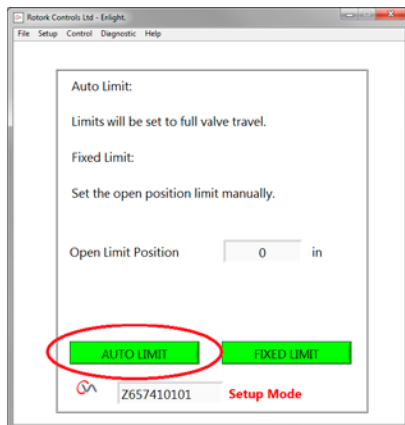 Rotork Controls Ltd - Enlight.
File Setup Control Diagnostic Help
Auto Limit:
Limits will be set to full valve travel.
Fixed Limit:
Set the open position limit manually.
Open Limit Position 0 in
AUTO LIMIT FIXED LIMIT
Z657410101 Setup Mode